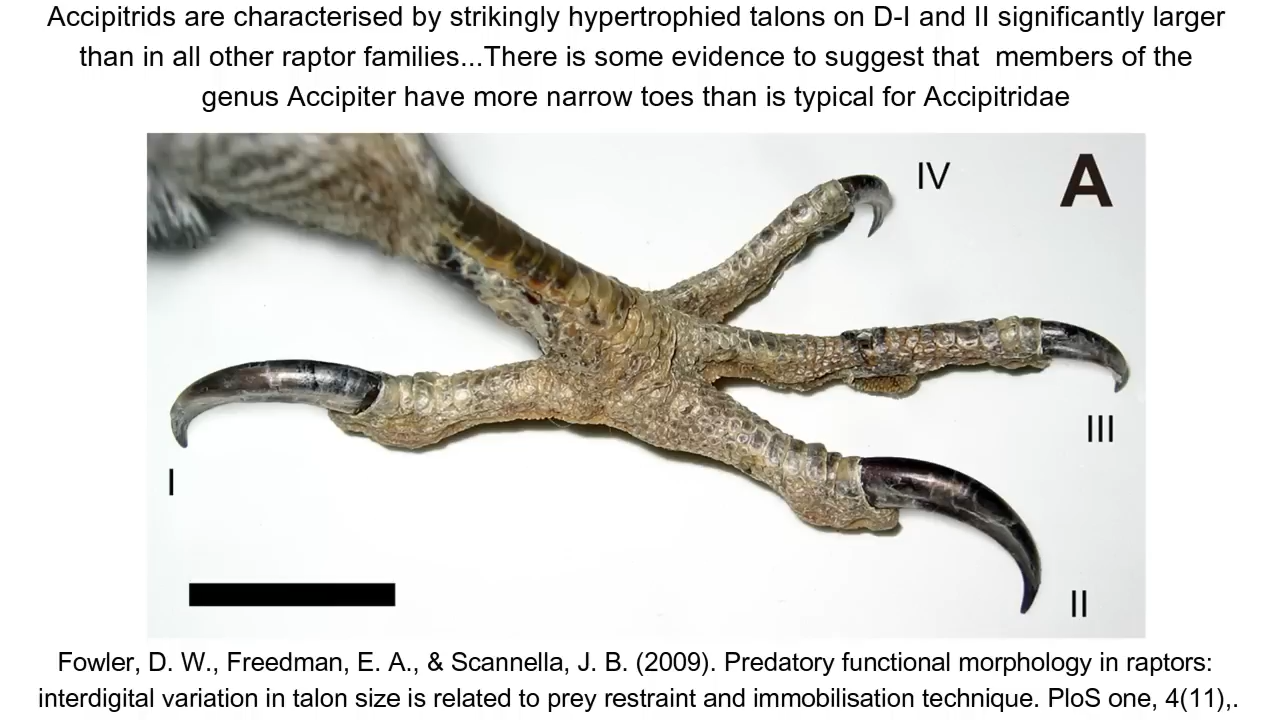 Accipitrids are characterised by strikingly hypertrophied talons on D-I and II significantly larger
than in all other raptor families...There is some evidence to suggest that  members of the
genus Accipiter have more narrow toes than is typical for Accipitridae
IV
A
III
I
II
Fowler, D. W., Freedman, E. A., & Scannella, J. B. (2009). Predatory functional morphology in raptors:
interdigital variation in talon size is related to prey restraint and immobilisation technique. PloS one, 4(11),.